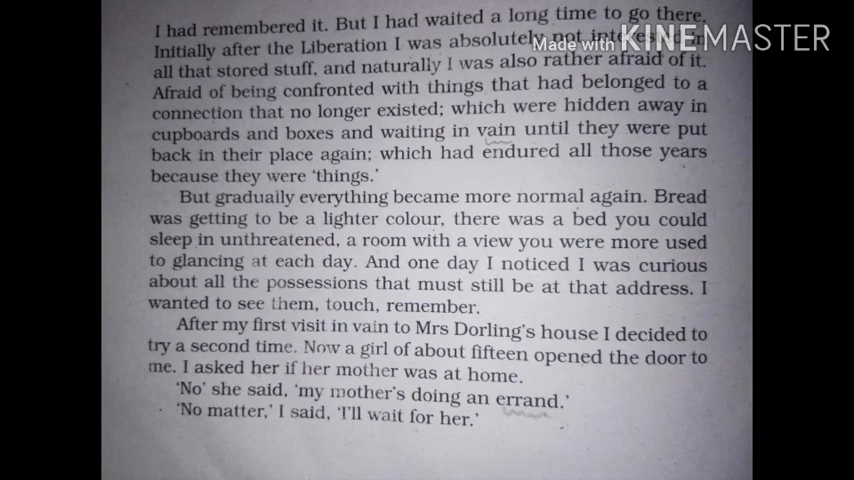 I had remembered it. But I had waited a long time to go there.
Initially after the Liberation I was absolutely not interested in
Made with KINEMASTER
all that stored stuff, and naturally I was also rather afraid of it.
Afraid of being confronted with things that had belonged to a
connection that no longer existed; which were hidden away in
cupboards and boxes and waiting in vain until they were put
back in their place again; which had endured all those years
because they were ‘things.’
But gradually everything became more normal again. Bread
was getting to be a lighter colour, there was a bed you could
sleep in unthreatened, a room with a view you were more used
to glancing at each day. And one day I noticed I was curious
about all the possessions that must still be at that address. I
wanted to see them, touch, remember.
After my first visit in vain to Mrs Dorling’s house I decided to
try a second time. Now a girl of about fifteen opened the door to
me. I asked her if her mother was at home.
‘No’ she said, ‘my mother’s doing an errand.’
‘No matter,’ I said, ‘I’ll wait for her.’